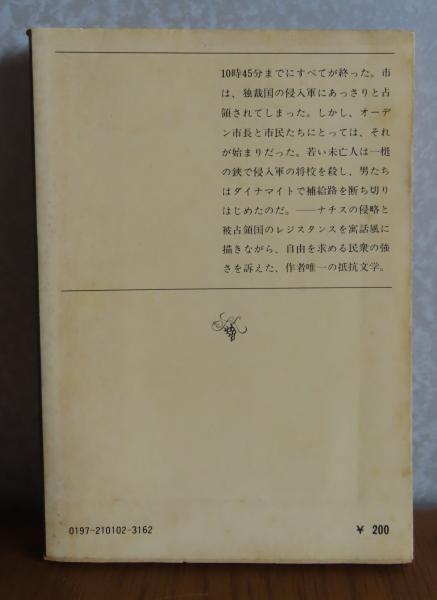 10時45分までにすべてが終った。市
は、独裁国の侵入軍にあっさりと占
領されてしまった。しかし、オーデ
ン市長と市民たちにとっては、それ
が始まりだった。若い未亡人は一梃
の鋏で侵入軍の将校を殺し、男たち
はダイナマイトで補給路を断ち切り
はじめたのだ。――ナチスの侵略と
被占領国のレジスタンスを寓話風に
描きながら、自由を求める民衆の強
さを訴えた、作者唯一の抵抗文学。
0197-210102-3162
¥ 200